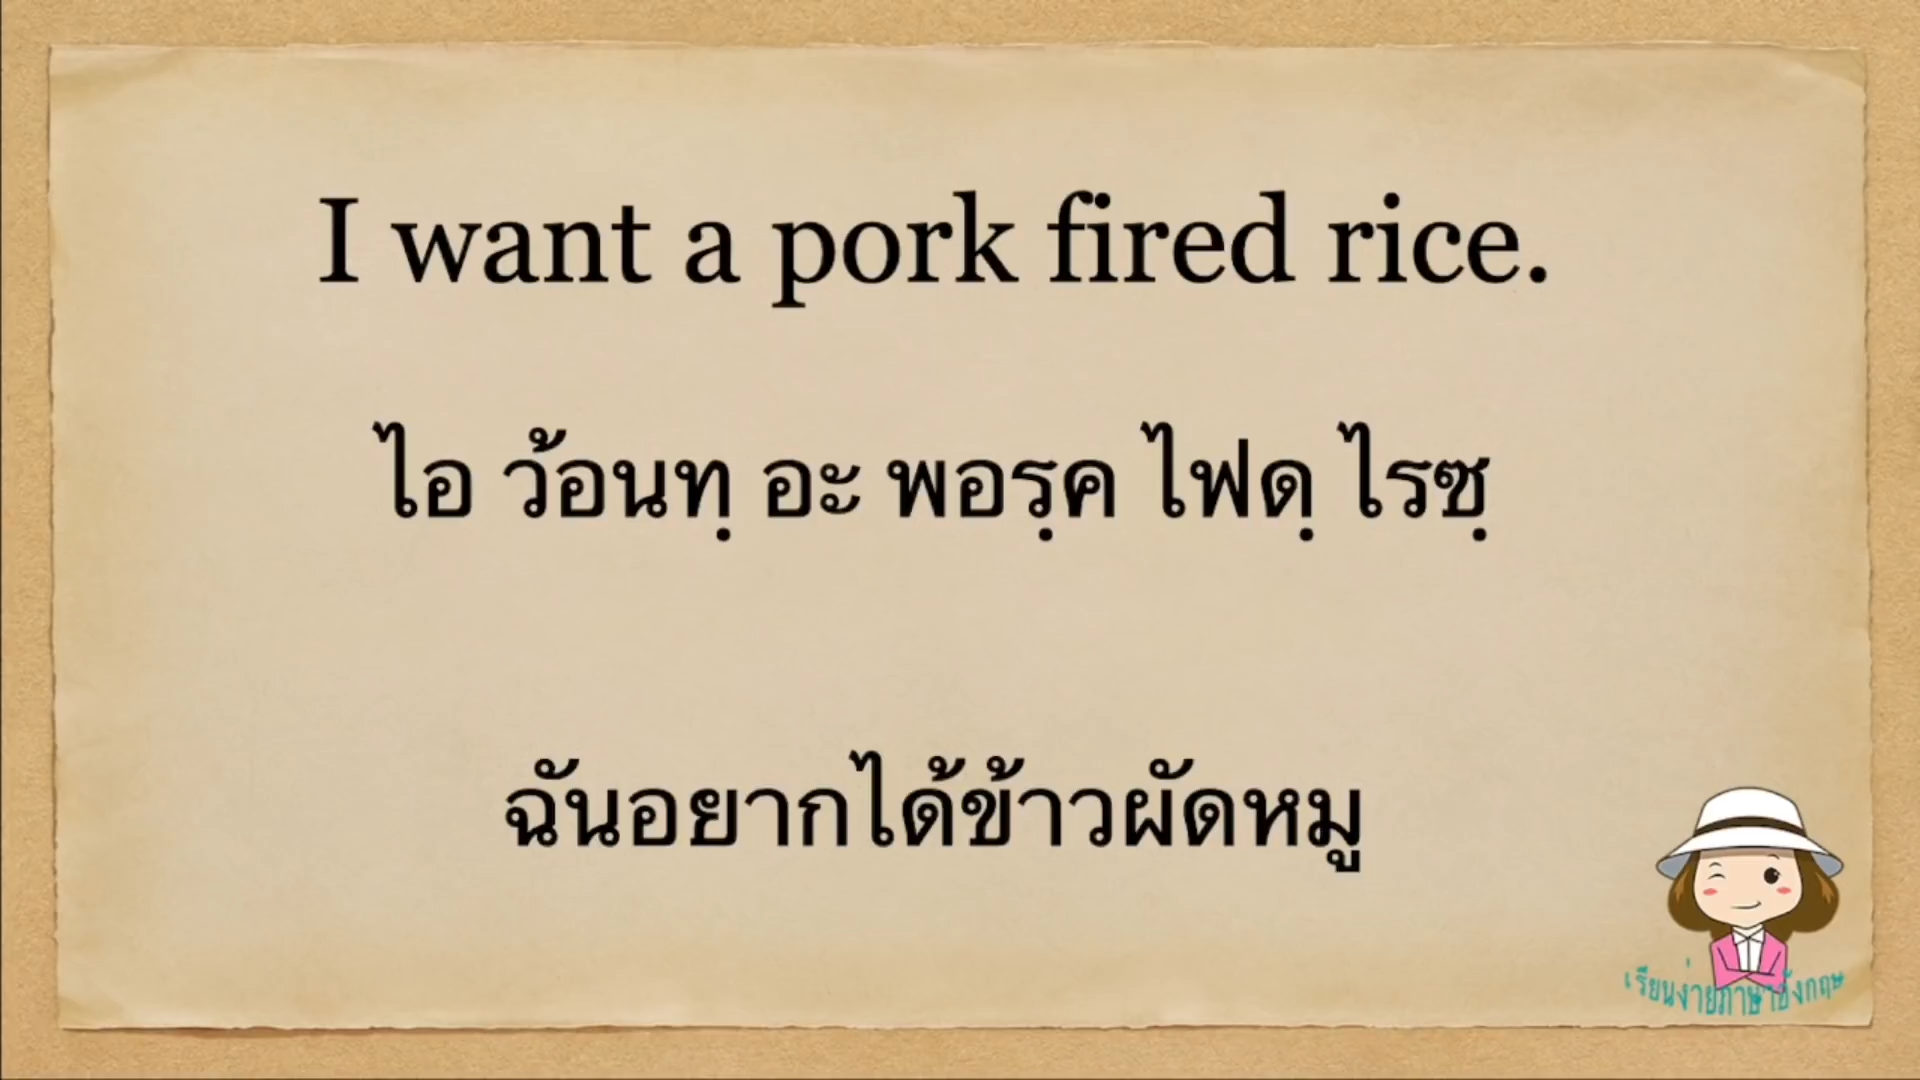 I want a pork fired rice.
ไอ ว้อนทฺ อะ พอรฺค ไฟดฺ ไรซฺ
ฉันอยากได้ข้าวผัดหมู
เรียนง่ายภาษาอังกฤษ